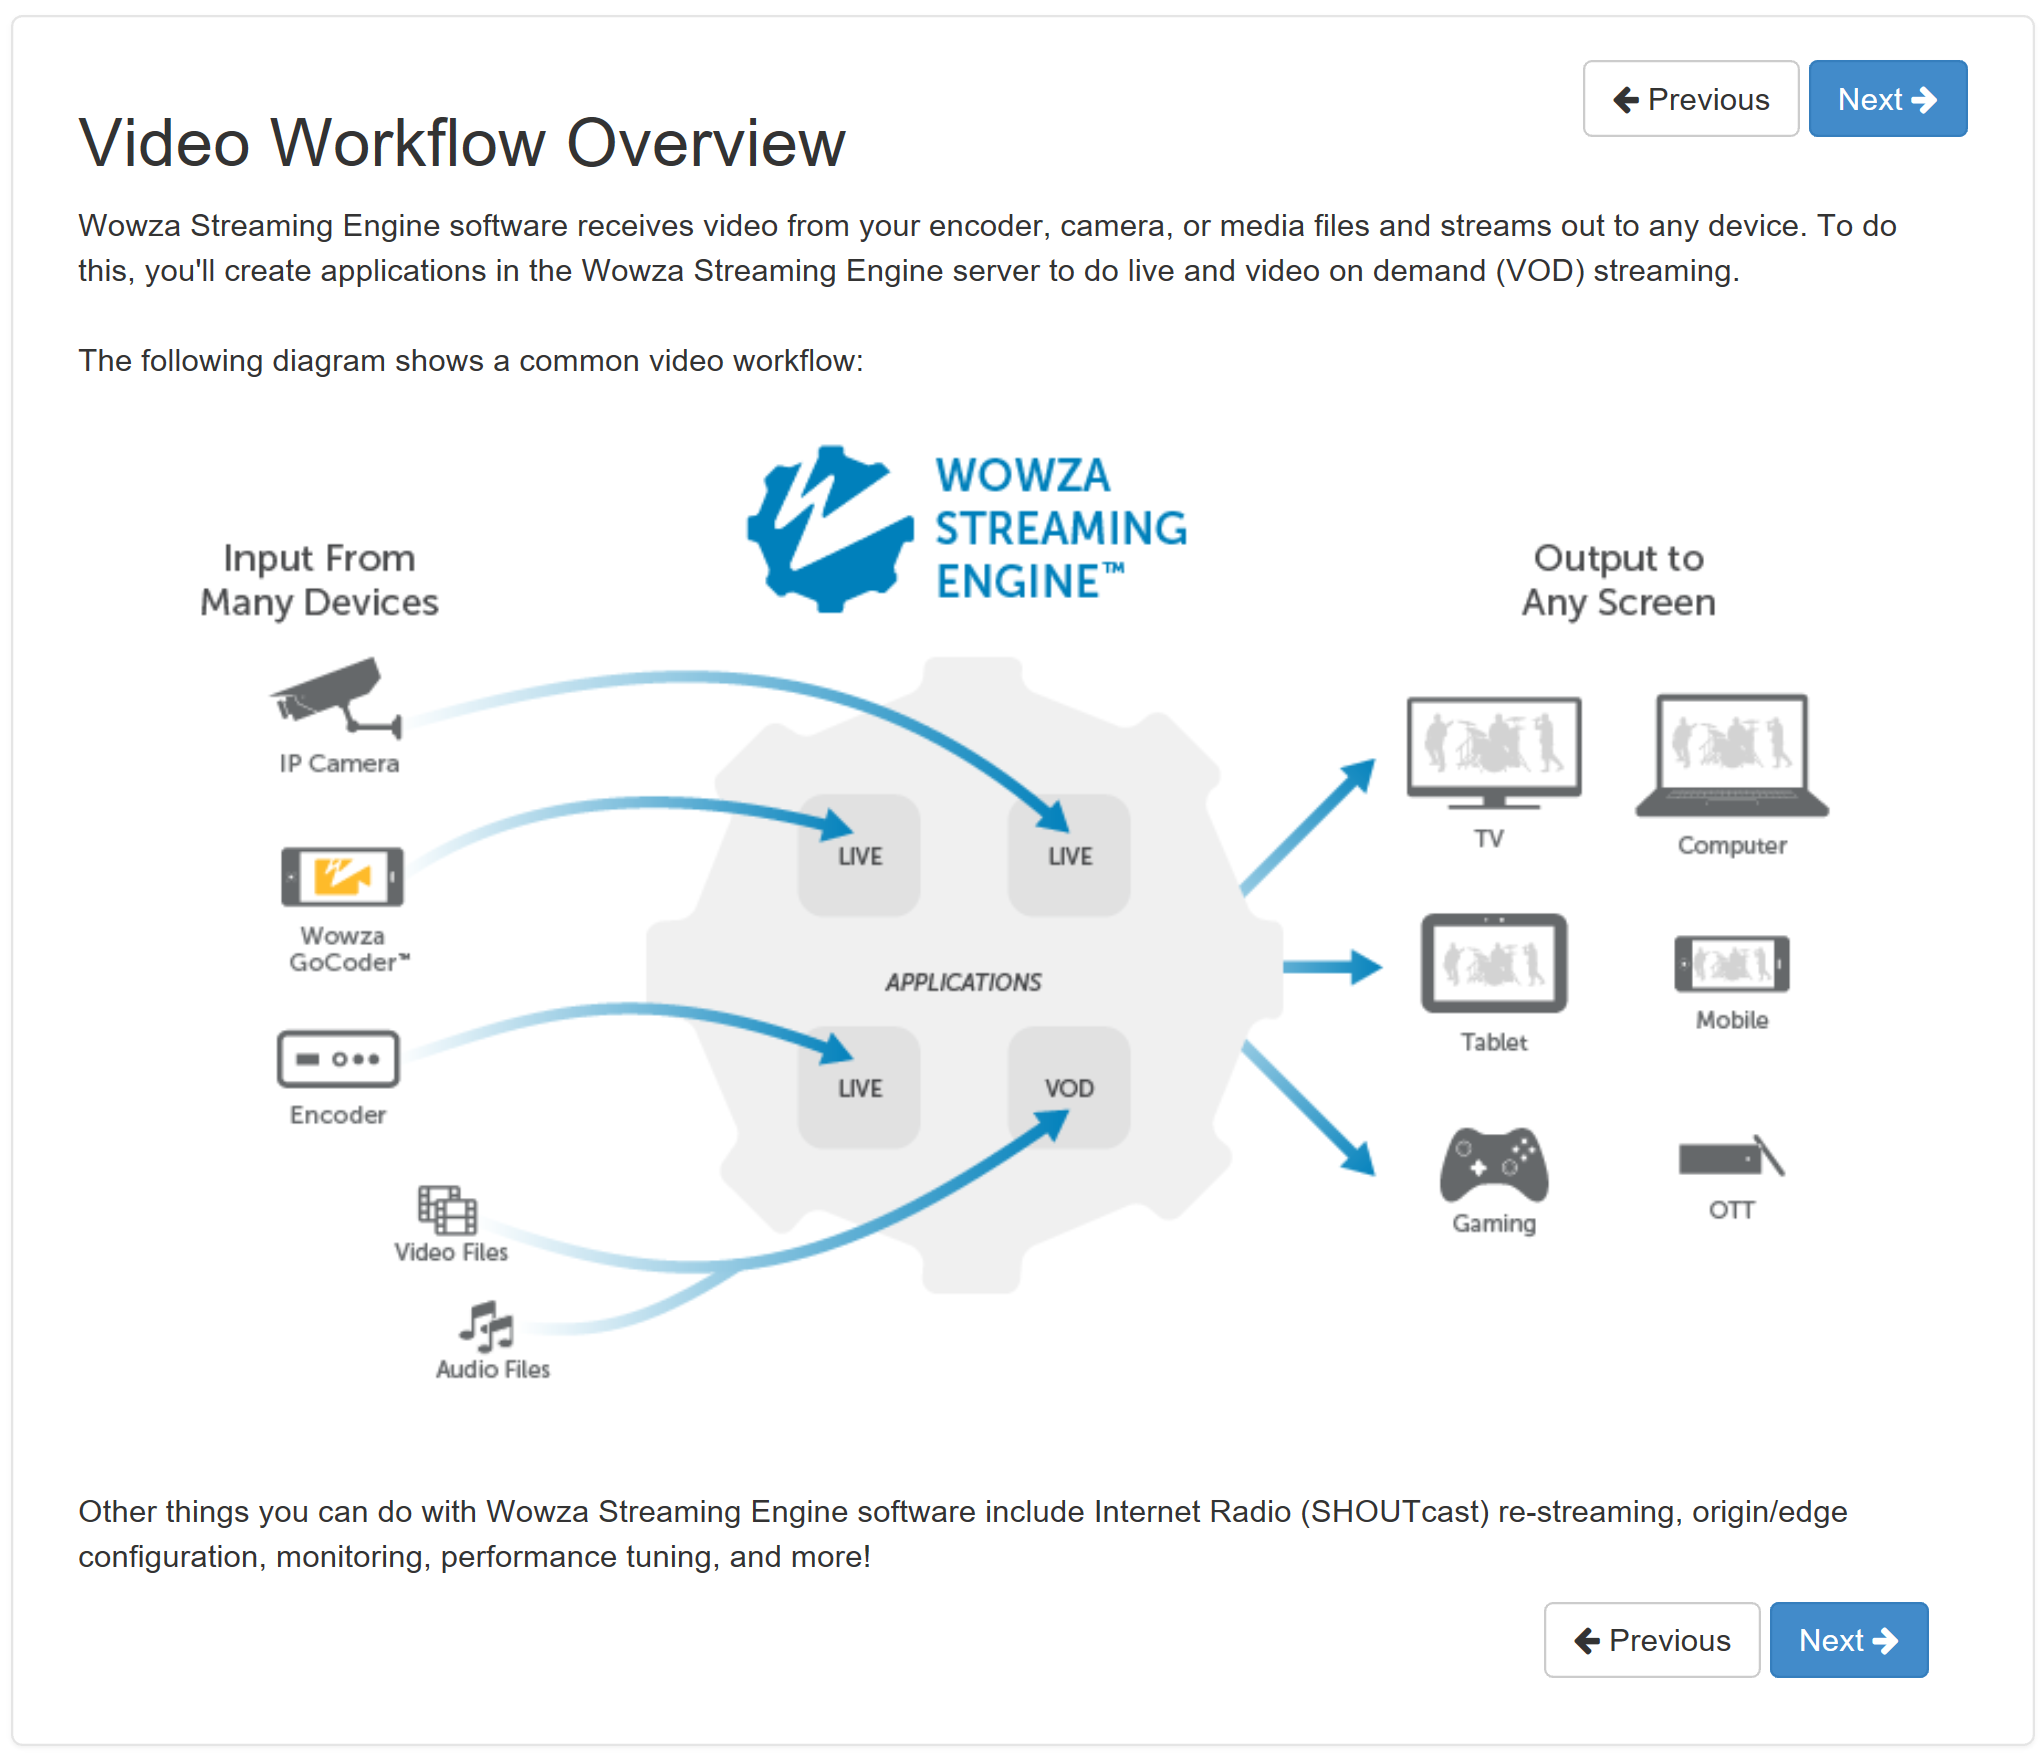 Previous
Next
Video Workflow Overview
Wowza Streaming Engine software receives video from your encoder, camera, or media files and streams out to any device. To do
this, you'll create applications in the Wowza Streaming Engine server to do live and video on demand (VOD) streaming.
The following diagram shows a common video workflow:
WOWZA
STREAMING
ENGINE™
Input From
Many Devices
Output to
Any Screen
IP Camera
Wowza
GoCoder™
Encoder
Video Files
Audio Files
LIVE
LIVE
APPLICATIONS
LIVE
VOD
TV
Computer
Tablet
Mobile
Gaming
OTT
Other things you can do with Wowza Streaming Engine software include Internet Radio (SHOUTcast) re-streaming, origin/edge
configuration, monitoring, performance tuning, and more!
Previous
Next